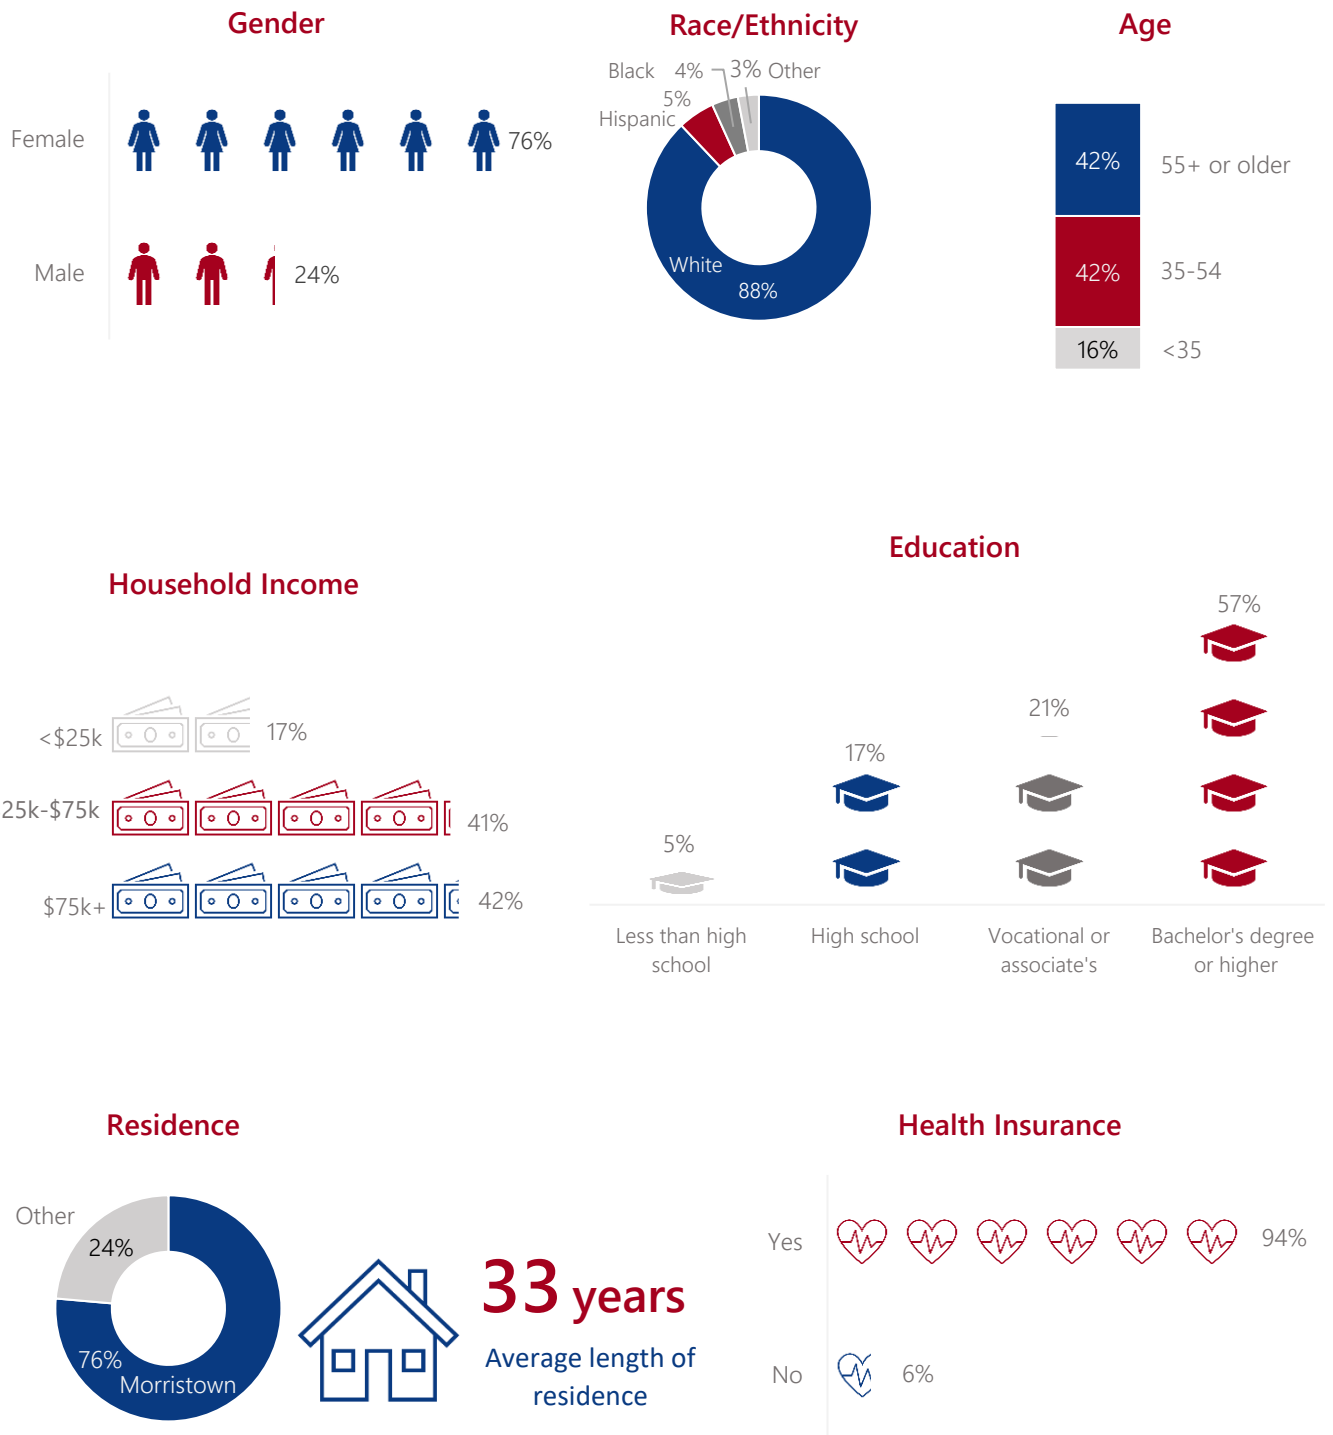 Gender
Female
76%
Male
24%
Race/Ethnicity
Black 4% 3% Other
5%
Hispanic
White
88%
Age
42% 55+ or older
42% 35-54
16% <35
Household Income
<$25k 17%
25k-$75k 41%
$75k+ 42%
Education
57%
21%
17%
5%
Less than high school
High school
Vocational or associate's
Bachelor's degree or higher
Residence
Other
24%
76%
Morristown
33 years
Average length of
residence
Health Insurance
Yes 94%
No 6%